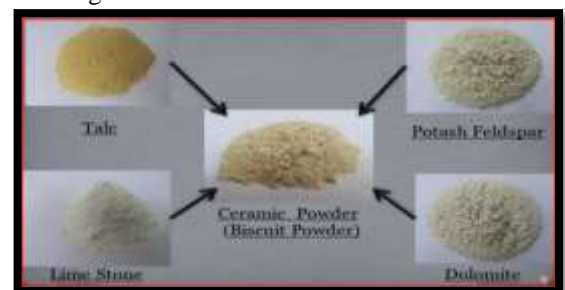 Talc
Potash Feldspar
Ceramic Powder
(Biscuit Powder)
Lime Stone
Dolomite